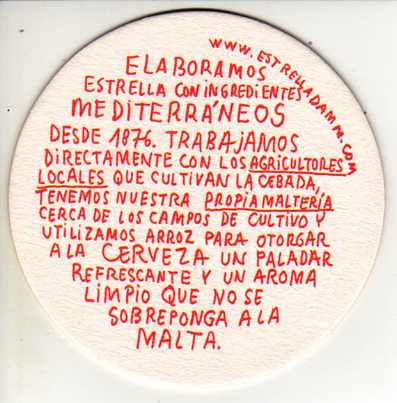 WWW.ESTRELLADAMM.COM
ELABORAMOS
ESTRELLA CON INGREDIENTES
MEDITERRÁNEOS
DESDE 1876. TRABAJAMOS
DIRECTAMENTE CON LOS AGRICULTORES
LOCALES QUE CULTIVAN LA CEBADA,
TENEMOS NUESTRA PROPIA MALTERÍA
CERCA DE LOS CAMPOS DE CULTIVO Y
UTILIZAMOS ARROZ PARA OTORGAR
A LA CERVEZA UN PALADAR
REFRESCANTE Y UN AROMA
LIMPIO QUE NO SE
SOBREPONGA A LA
MALTA.